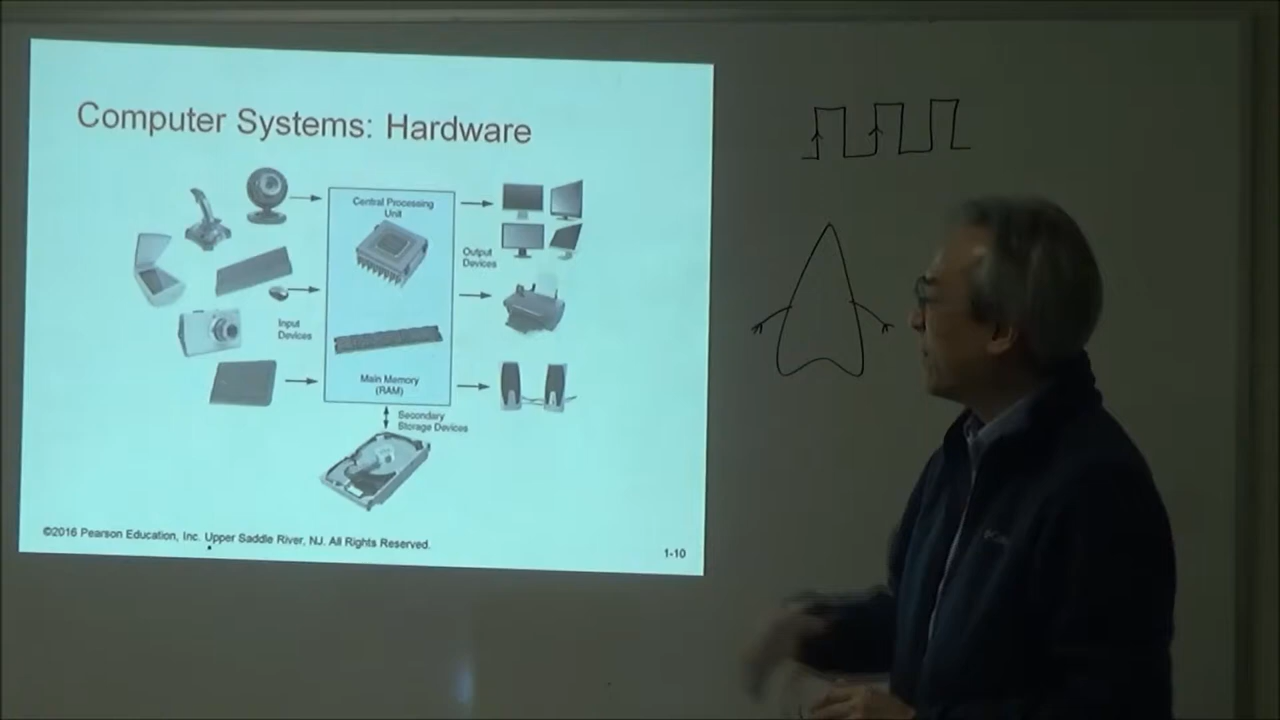 Computer Systems: Hardware
Central Processing
Unit
Output
Devices
Input
Devices
Main Memory
(RAM)
Secondary
Storage Devices
©2016 Pearson Education, Inc. Upper Saddle River, NJ. All Rights Reserved.
1-10